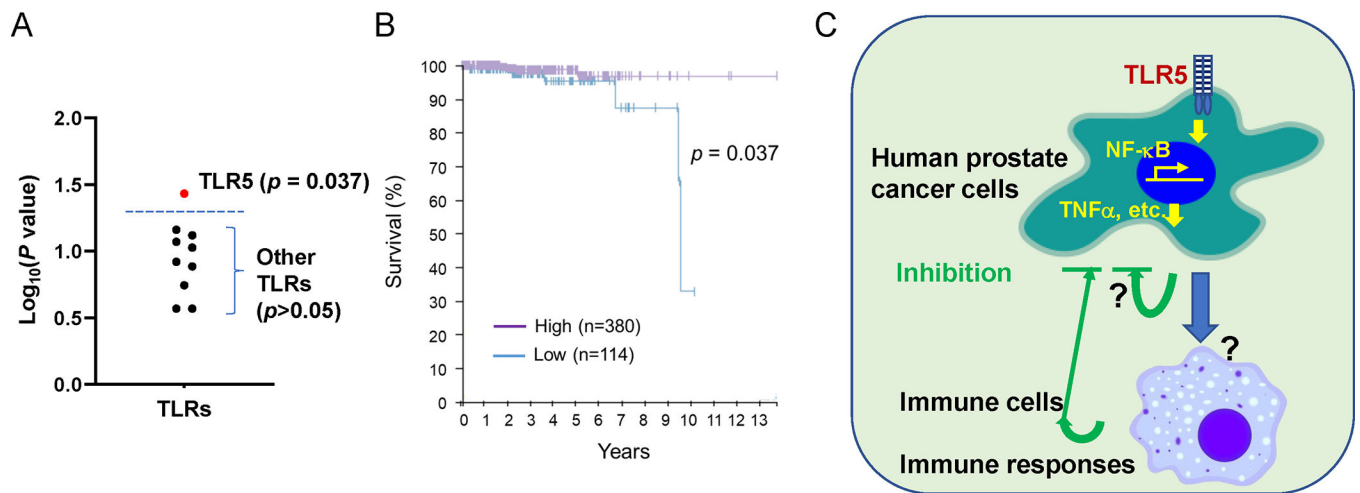 A
2.0
1.5
1.0
0.5
0.0
Log10(P value)
TLR5 (p = 0.037)
Other
TLRs
(p>0.05)
TLRs
B
100
90
80
70
60
50
40
30
20
10
0
Survival (%)
p = 0.037
High (n=380)
Low (n=114)
0 1 2 3 4 5 6 7 8 9 10 11 12 13
Years
C
TLR5
NF-κB
Human prostate
cancer cells
TNFα, etc.
Inhibition
?
?
Immune cells
Immune responses